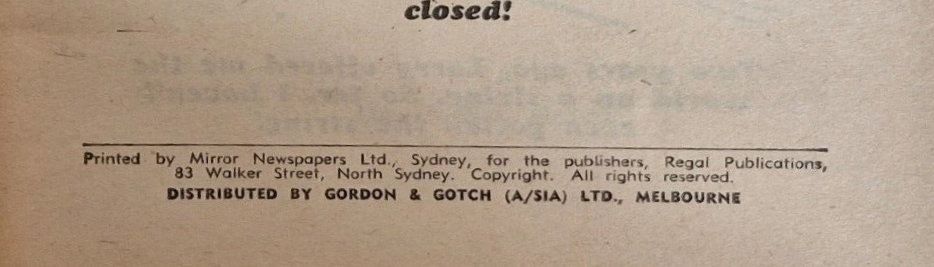 closed!
Printed by Mirror Newspapers Ltd., Sydney, for the publishers, Regal Publications,
83 Walker Street, North Sydney. Copyright. All rights reserved.
DISTRIBUTED BY GORDON & GOTCH (A/SIA) LTD., MELBOURNE